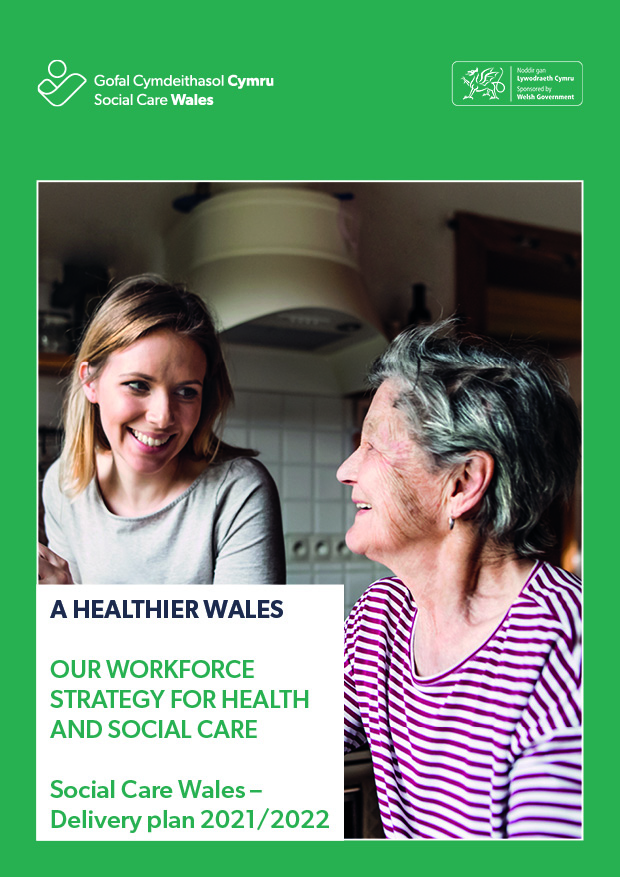 Gofal Cymdeithasol Cymru
Social Care Wales
Noddir gan
Lywodraeth Cymru
Sponsored by
Welsh Government
A HEALTHIER WALES
OUR WORKFORCE
STRATEGY FOR HEALTH
AND SOCIAL CARE
Social Care Wales –
Delivery plan 2021/2022